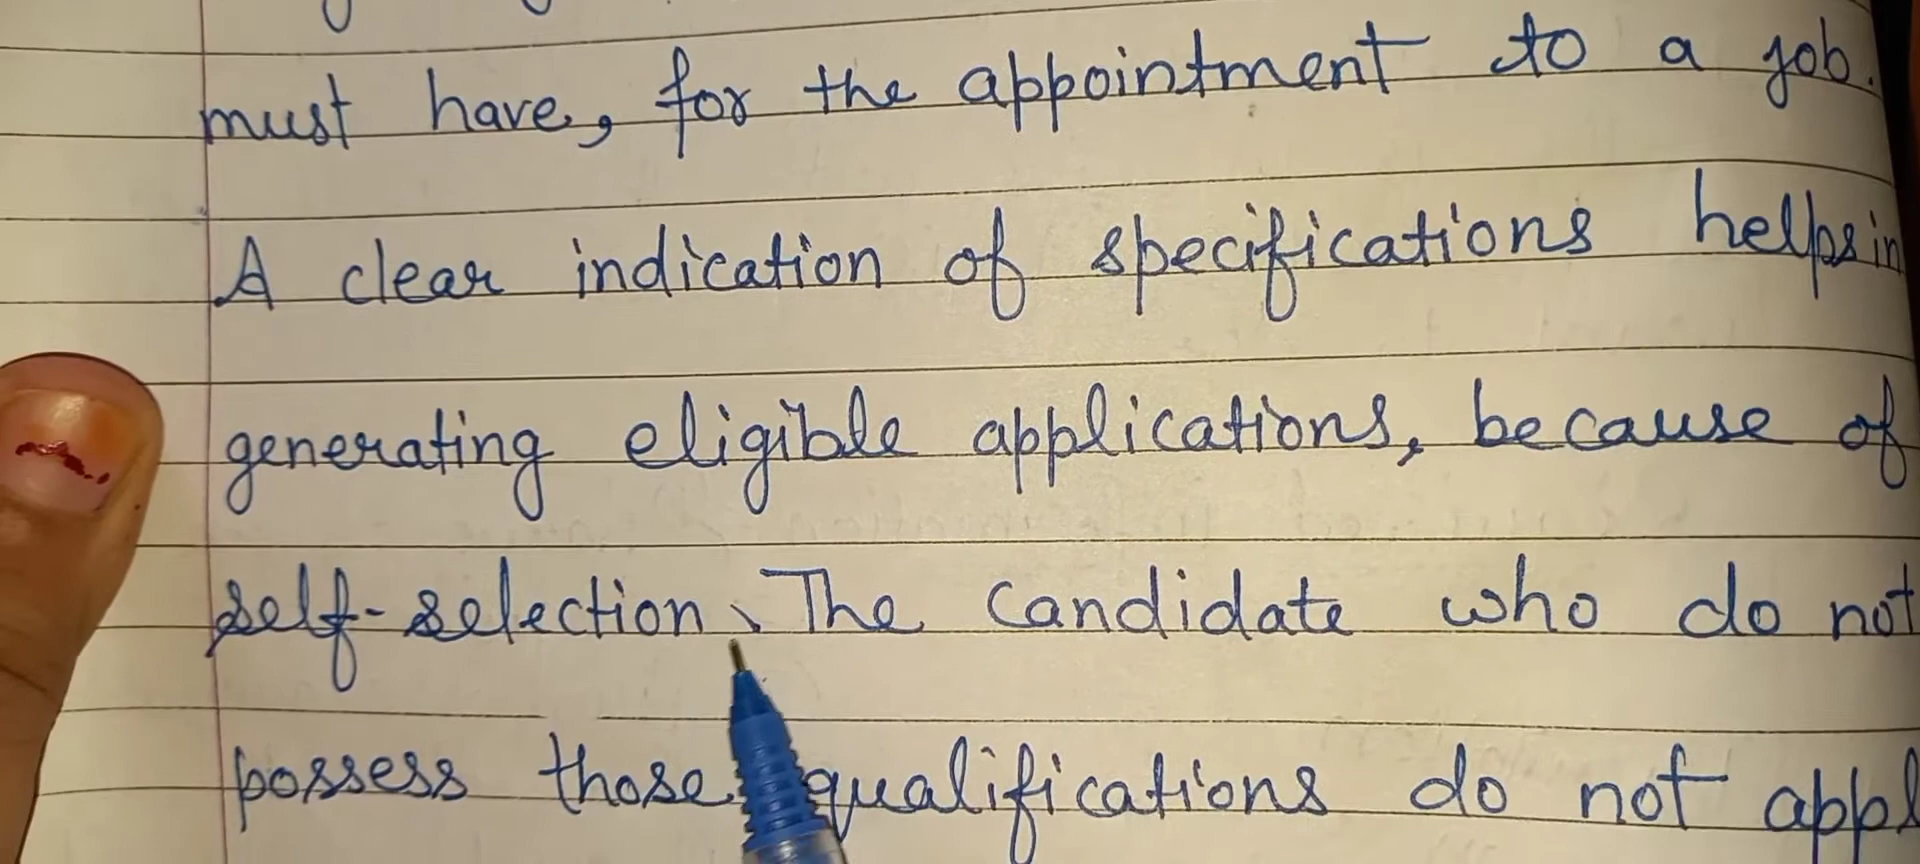 must have, for the appointment to a job.
A clear indication of specifications helps in
generating eligible applications, because of
self-selection. The candidate who do not
possess those qualifications do not appl